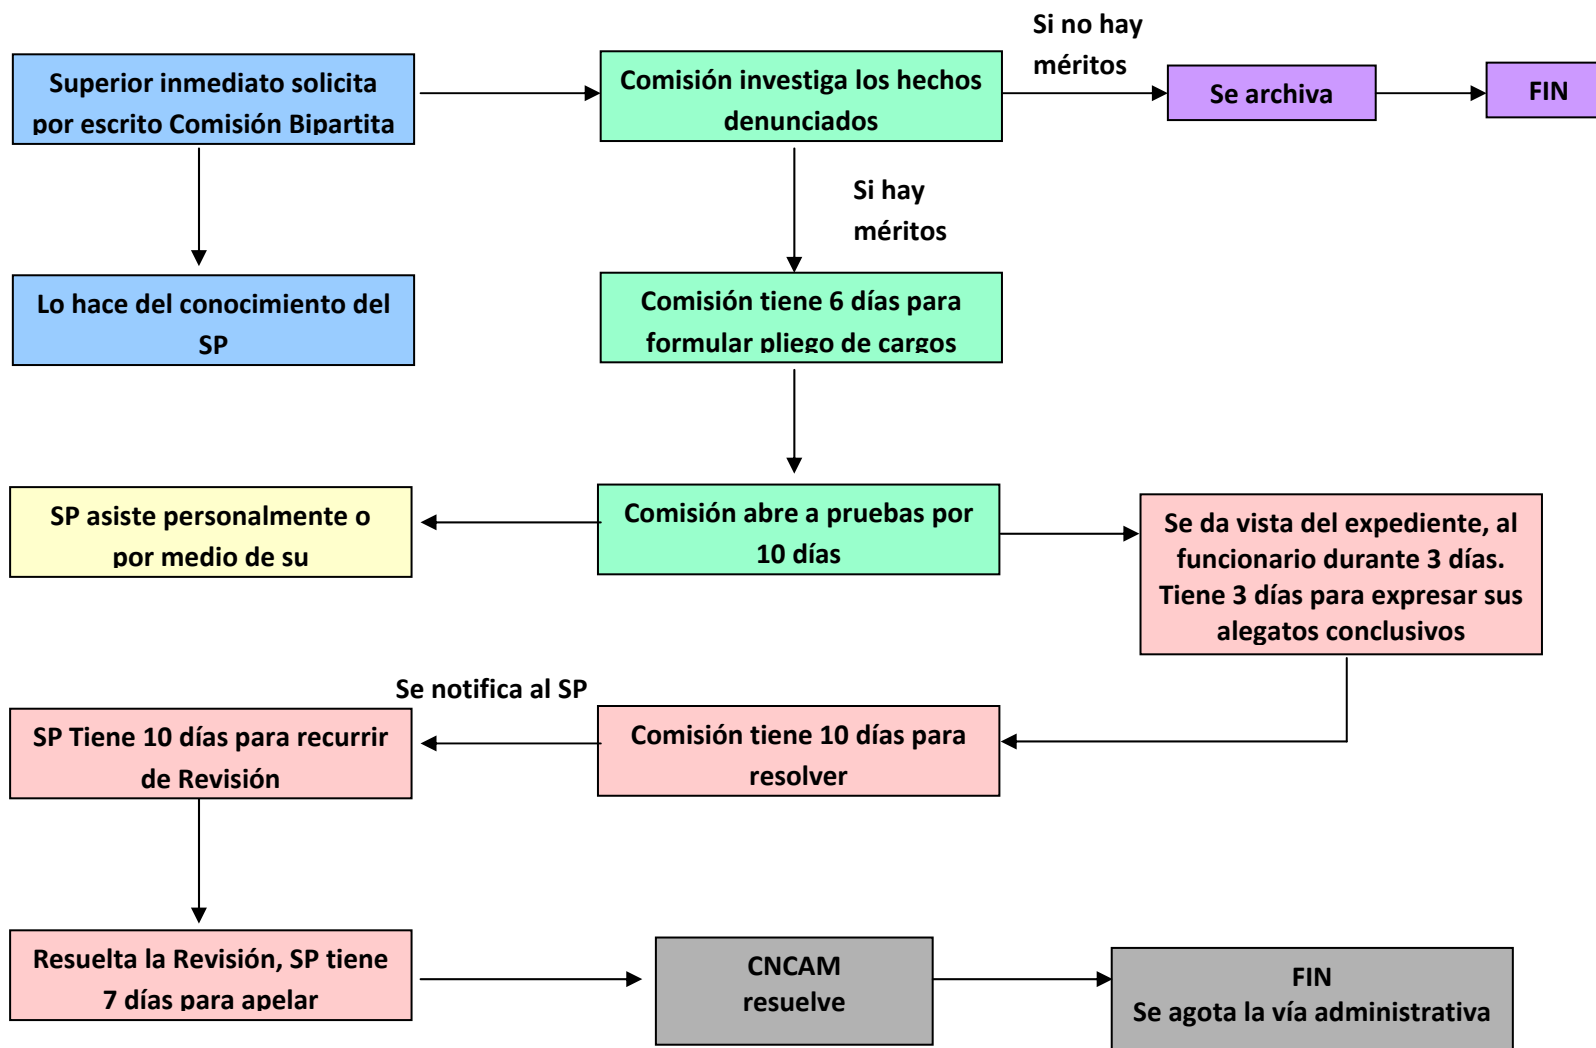 Superior inmediato solicita
por escrito Comisión Bipartita
Comisión investiga los hechos
denunciados
Si no hay
méritos
Se archiva
FIN
Lo hace del conocimiento del
SP
Si hay
méritos
Comisión tiene 6 días para
formular pliego de cargos
SP asiste personalmente o
por medio de su
Comisión abre a pruebas por
10 días
Se da vista del expediente, al
funcionario durante 3 días.
Tiene 3 días para expresar sus
alegatos conclusivos
Se notifica al SP
SP Tiene 10 días para recurrir
de Revisión
Comisión tiene 10 días para
resolver
Resuelta la Revisión, SP tiene
7 días para apelar
CNCAM
resuelve
FIN
Se agota la vía administrativa